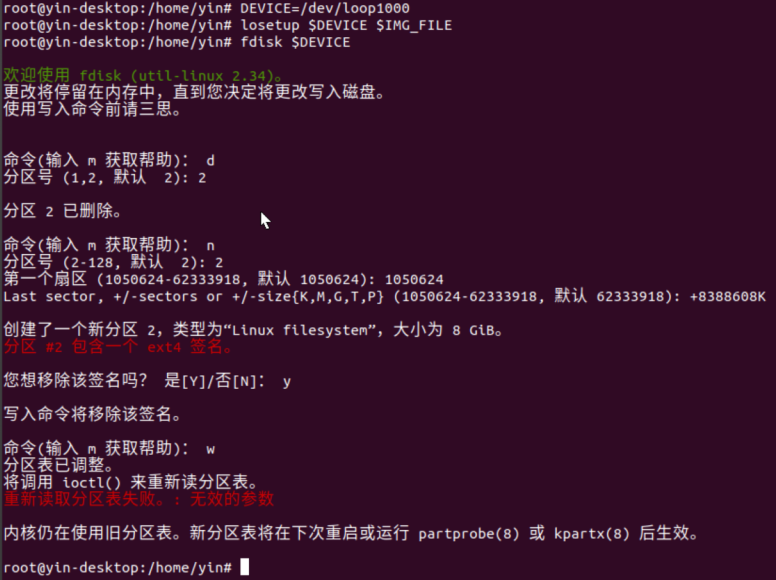 root@yin-desktop:/home/yin# DEVICE=/dev/loop1000
root@yin-desktop:/home/yin# losetup $DEVICE $IMG_FILE
root@yin-desktop:/home/yin# fdisk $DEVICE
欢迎使用 fdisk (util-linux 2.34)。
更改将停留在内存中，直到您决定将更改写入磁盘。
使用写入命令前请三思。
命令(输入 m 获取帮助)： d
分区号 (1,2, 默认  2): 2
分区 2 已删除。
命令(输入 m 获取帮助)： n
分区号 (2-128, 默认  2): 2
第一个扇区 (1050624-62333918, 默认 1050624): 1050624
Last sector, +/-sectors or +/-size{K,M,G,T,P} (1050624-62333918, 默认 62333918): +8388608K
创建了一个新分区 2，类型为“Linux filesystem”，大小为 8 GiB。
分区 #2 包含一个 ext4 签名。
您想移除该签名吗？ 是[Y]/否[N]： y
写入命令将移除该签名。
命令(输入 m 获取帮助)： w
分区表已调整。
将调用 ioctl() 来重新读分区表。
重新读取分区表失败。: 无效的参数
内核仍在使用旧分区表。新分区表将在下次重启或运行 partprobe(8) 或 kpartx(8) 后生效。
root@yin-desktop:/home/yin#